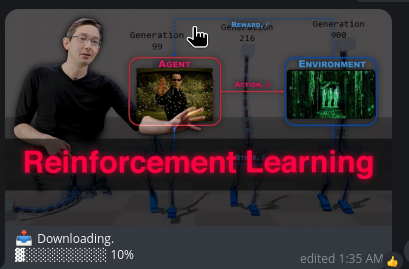 Generation
99
Reward,
Generation
216
Generation
900
Agent
Action,
Environment
Reinforcement Learning
📥 Downloading.
▓░░░░░░░░░░ 10%
edited 1:35 AM 👍